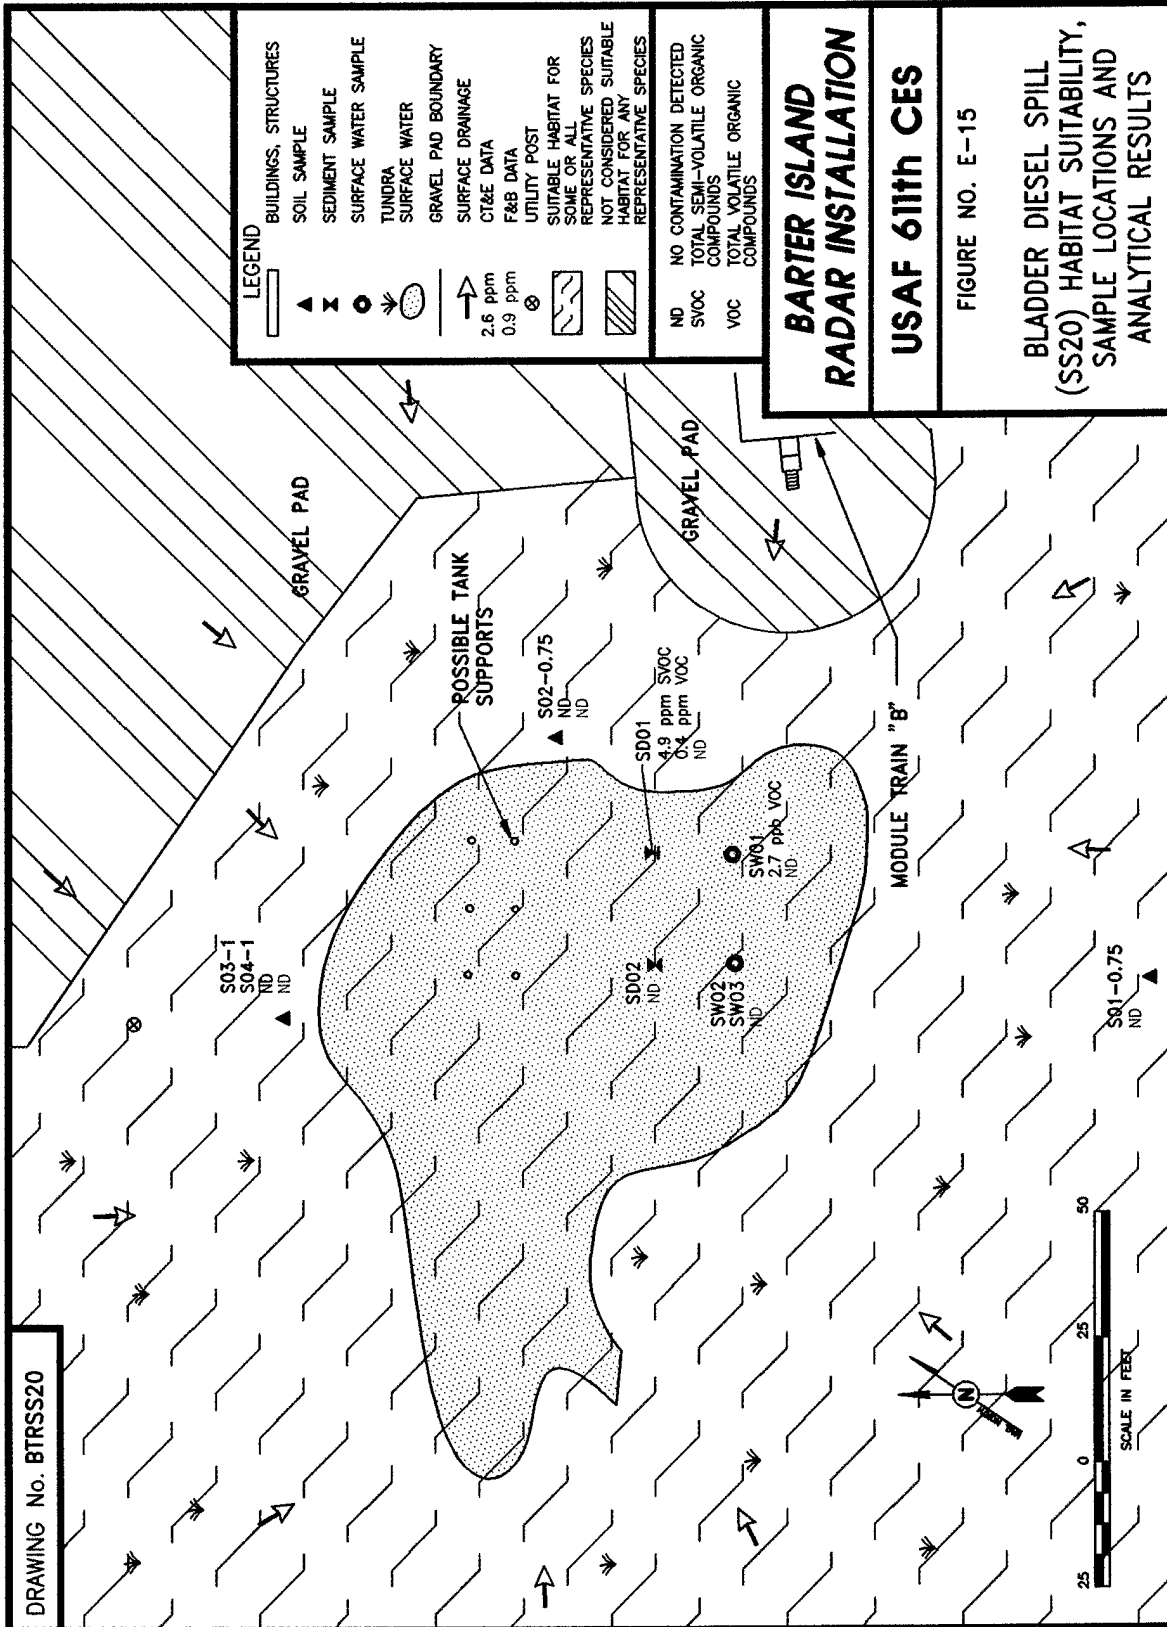 DRAWING No. BTRSS20
GRAVEL PAD
POSSIBLE TANK
SUPPORTS
S03-1
S04-1
ND
ND
S02-0.75
ND
ND
SD01
4.9 ppm SVOC
0.4 ppm VOC
ND
SD02
ND
SW01
2.7 ppb VOC
ND
SW02
SW03
ND
GRAVEL PAD
MODULE TRAIN "B"
S01-0.75
ND
N
25 0 25 50
SCALE IN FEET
LEGEND
BUILDINGS, STRUCTURES
SOIL SAMPLE
SEDIMENT SAMPLE
SURFACE WATER SAMPLE
TUNDRA
SURFACE WATER
GRAVEL PAD BOUNDARY
SURFACE DRAINAGE
2.6 ppm CT&E DATA
0.9 ppm F&B DATA
UTILITY POST
SUITABLE HABITAT FOR
SOME OR ALL
REPRESENTATIVE SPECIES
NOT CONSIDERED SUITABLE
HABITAT FOR ANY
REPRESENTATIVE SPECIES
ND NO CONTAMINATION DETECTED
SVOC TOTAL SEMI-VOLATILE ORGANIC
COMPOUNDS
VOC TOTAL VOLATILE ORGANIC
COMPOUNDS
BARTER ISLAND
RADAR INSTALLATION
USAF 611th CES
FIGURE NO. E-15
BLADDER DIESEL SPILL
(SS20) HABITAT SUITABILITY,
SAMPLE LOCATIONS AND
ANALYTICAL RESULTS